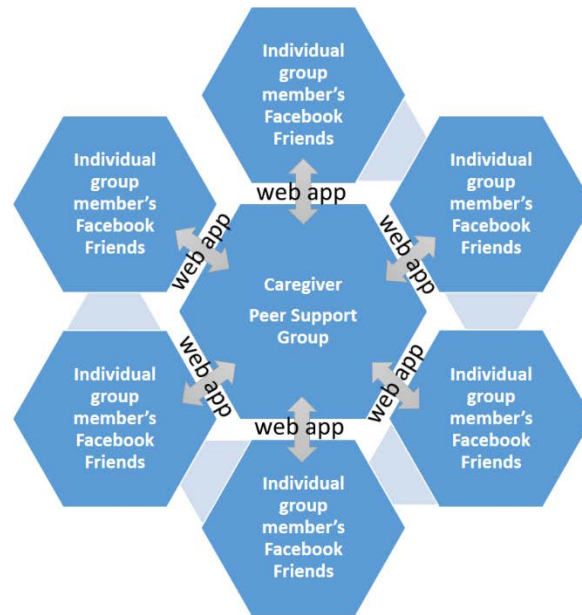 Individual
group
member's
Facebook
Friends
web app
Individual
group
member's
Facebook
Friends
web app
Individual
group
member's
Facebook
Friends
web app
Caregiver
Peer Support
Group
Individual
group
member's
Facebook
Friends
web app
Individual
group
member's
Facebook
Friends
web app
web app
Individual
group
member's
Facebook
Friends